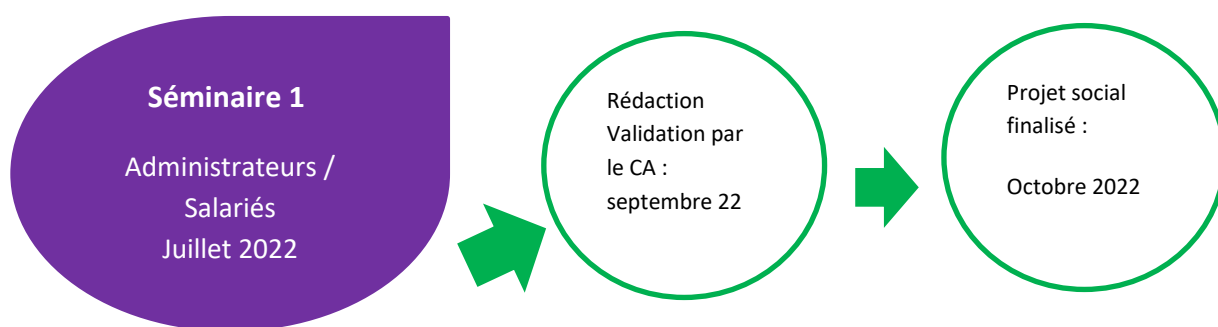 Séminaire 1
Administrateurs /
Salariés
Juillet 2022
Rédaction
Validation par
le CA :
septembre 22
Projet social
finalisé :
Octobre 2022